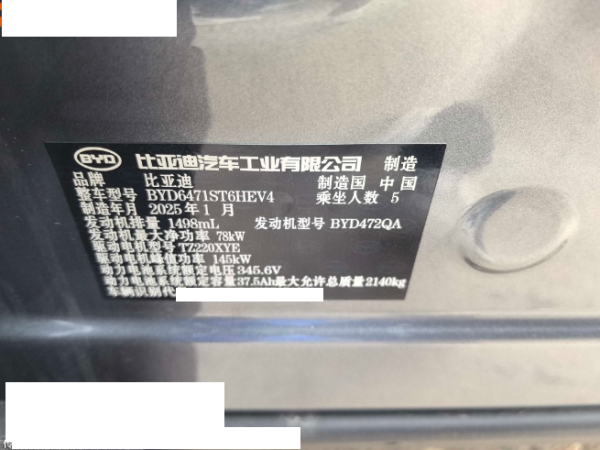 BYD 比亚迪汽车工业有限公司 制造
品牌 比亚迪 制造国 中国
整车型号 BYD6471ST6HEV4 乘坐人数 5
制造年月 2025年1月
发动机排量 1498mL 发动机型号 BYD472QA
发动机最大净功率 78kW
驱动电机型号 TZ220XYE
驱动电机峰值功率 145kW
动力电池系统额定电压 345.6V
动力电池系统额定容量 37.5Ah 最大允许总质量 2140kg
车辆识别代